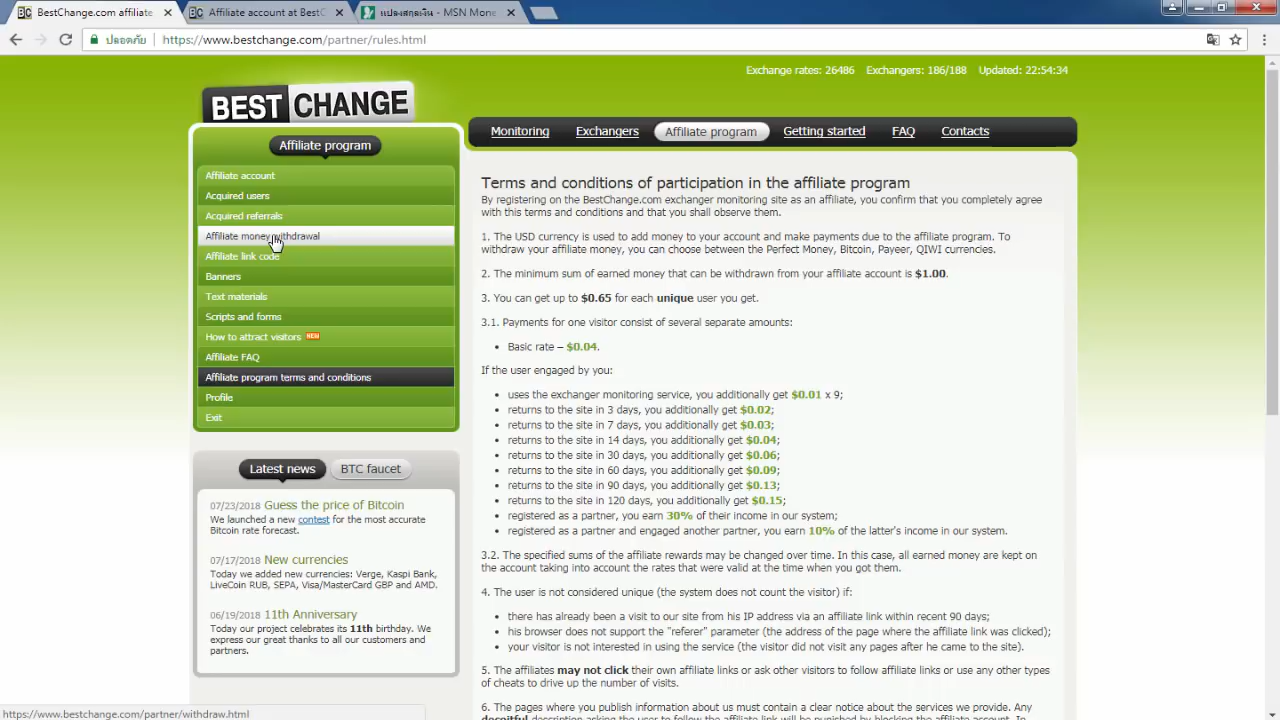 BestChange.com affiliate
Affiliate account at BestC
แปลงสกุลเงิน - MSN Mone
ปลอดภัย
https://www.bestchange.com/partner/rules.html
Exchange rates: 26486 Exchangers: 186/188 Updated: 22:54:34
BEST CHANGE
Monitoring Exchangers Affiliate program Getting started FAQ Contacts
Affiliate program
Affiliate account
Acquired users
Acquired referrals
Affiliate money withdrawal
Affiliate link code
Banners
Text materials
Scripts and forms
How to attract visitors NEW
Affiliate FAQ
Affiliate program terms and conditions
Profile
Exit
Latest news BTC faucet
07/23/2018 Guess the price of Bitcoin
We launched a new contest for the most accurate
Bitcoin rate forecast.
07/17/2018 New currencies
Today we added new currencies: Verge, Kaspi Bank,
LiveCoin RUB, SEPA, Visa/MasterCard GBP and AMD.
06/19/2018 11th Anniversary
Today our project celebrates its 11th birthday. We
express our great thanks to all our customers and
partners.
Terms and conditions of participation in the affiliate program
By registering on the BestChange.com exchanger monitoring site as an affiliate, you confirm that you completely agree
with this terms and conditions and that you shall observe them.
1. The USD currency is used to add money to your account and make payments due to the affiliate program. To
withdraw your affiliate money, you can choose between the Perfect Money, Bitcoin, Payeer, QIWI currencies.
2. The minimum sum of earned money that can be withdrawn from your affiliate account is $1.00.
3. You can get up to $0.65 for each unique user you get.
3.1. Payments for one visitor consist of several separate amounts:
• Basic rate – $0.04.
If the user engaged by you:
• uses the exchanger monitoring service, you additionally get $0.01 x 9;
• returns to the site in 3 days, you additionally get $0.02;
• returns to the site in 7 days, you additionally get $0.03;
• returns to the site in 14 days, you additionally get $0.04;
• returns to the site in 30 days, you additionally get $0.06;
• returns to the site in 60 days, you additionally get $0.09;
• returns to the site in 90 days, you additionally get $0.13;
• returns to the site in 120 days, you additionally get $0.15;
• registered as a partner, you earn 30% of their income in our system;
• registered as a partner and engaged another partner, you earn 10% of the latter's income in our system.
3.2. The specified sums of the affiliate rewards may be changed over time. In this case, all earned money are kept on
the account taking into account the rates that were valid at the time when you got them.
4. The user is not considered unique (the system does not count the visitor) if:
• there has already been a visit to our site from his IP address via an affiliate link within recent 90 days;
• his browser does not support the "referer" parameter (the address of the page where the affiliate link was clicked);
• your visitor is not interested in using the service (the visitor did not visit any pages after he came to the site).
5. The affiliates may not click their own affiliate links or ask other visitors to follow affiliate links or use any other types
of cheats to drive up the number of visits.
6. The pages where you publish information about us must contain a clear notice about the services we provide. Any
deceitful description asking the user to follow the affiliate link will be punished by blocking the affiliate account. In
https://www.bestchange.com/partner/withdraw.html